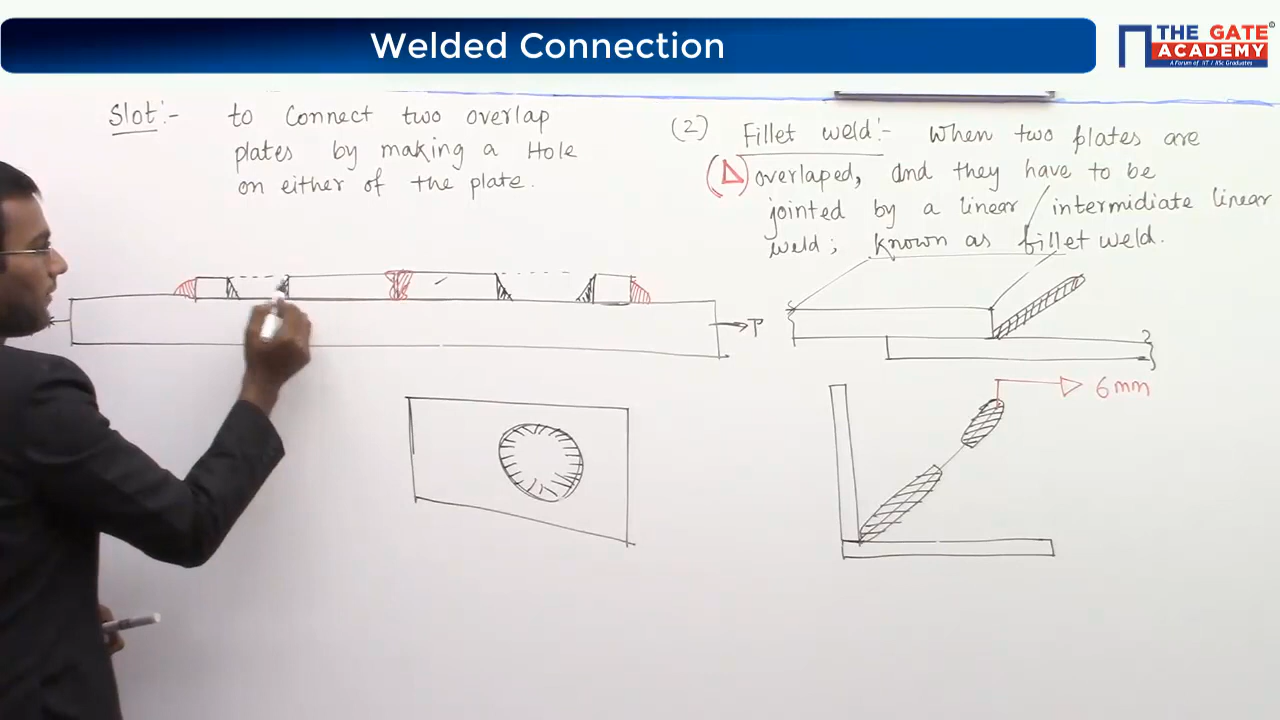 Welded Connection
THE GATE
ACADEMY
A Forum of IIT / IISc Graduates
Slot:- to Connect two overlap
plates by making a Hole
on either of the plate.
(2) Fillet weld:- When two plates are
overlaped, and they have to be
jointed by a linear intermidiate linear
weld; known as fillet weld.
P
6mm